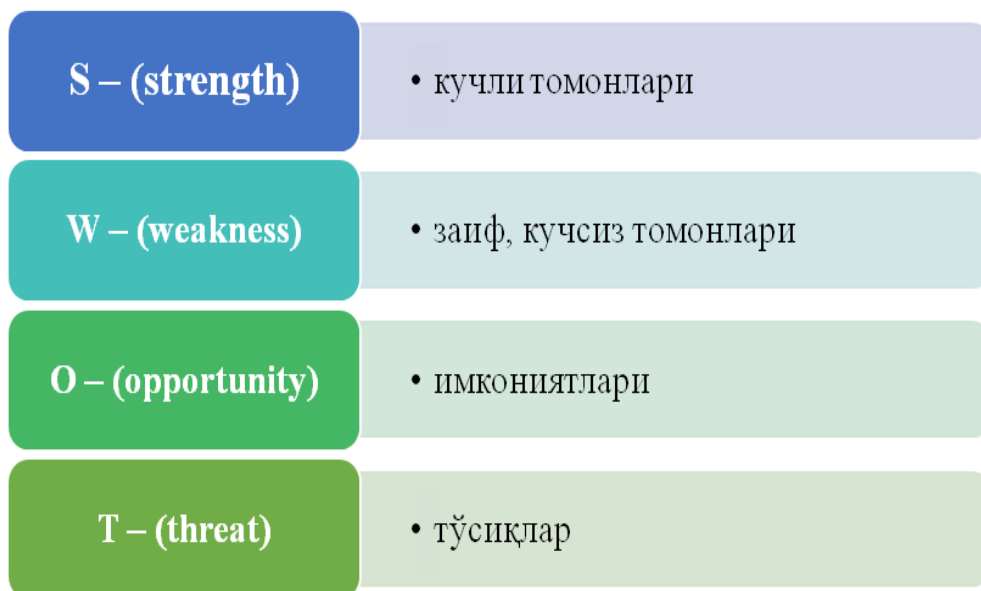 S – (strength)
• кучли томонлари
W – (weakness)
• заиф, кучсиз томонлари
O – (opportunity)
• имкониятлари
T – (threat)
• тўсиқлар